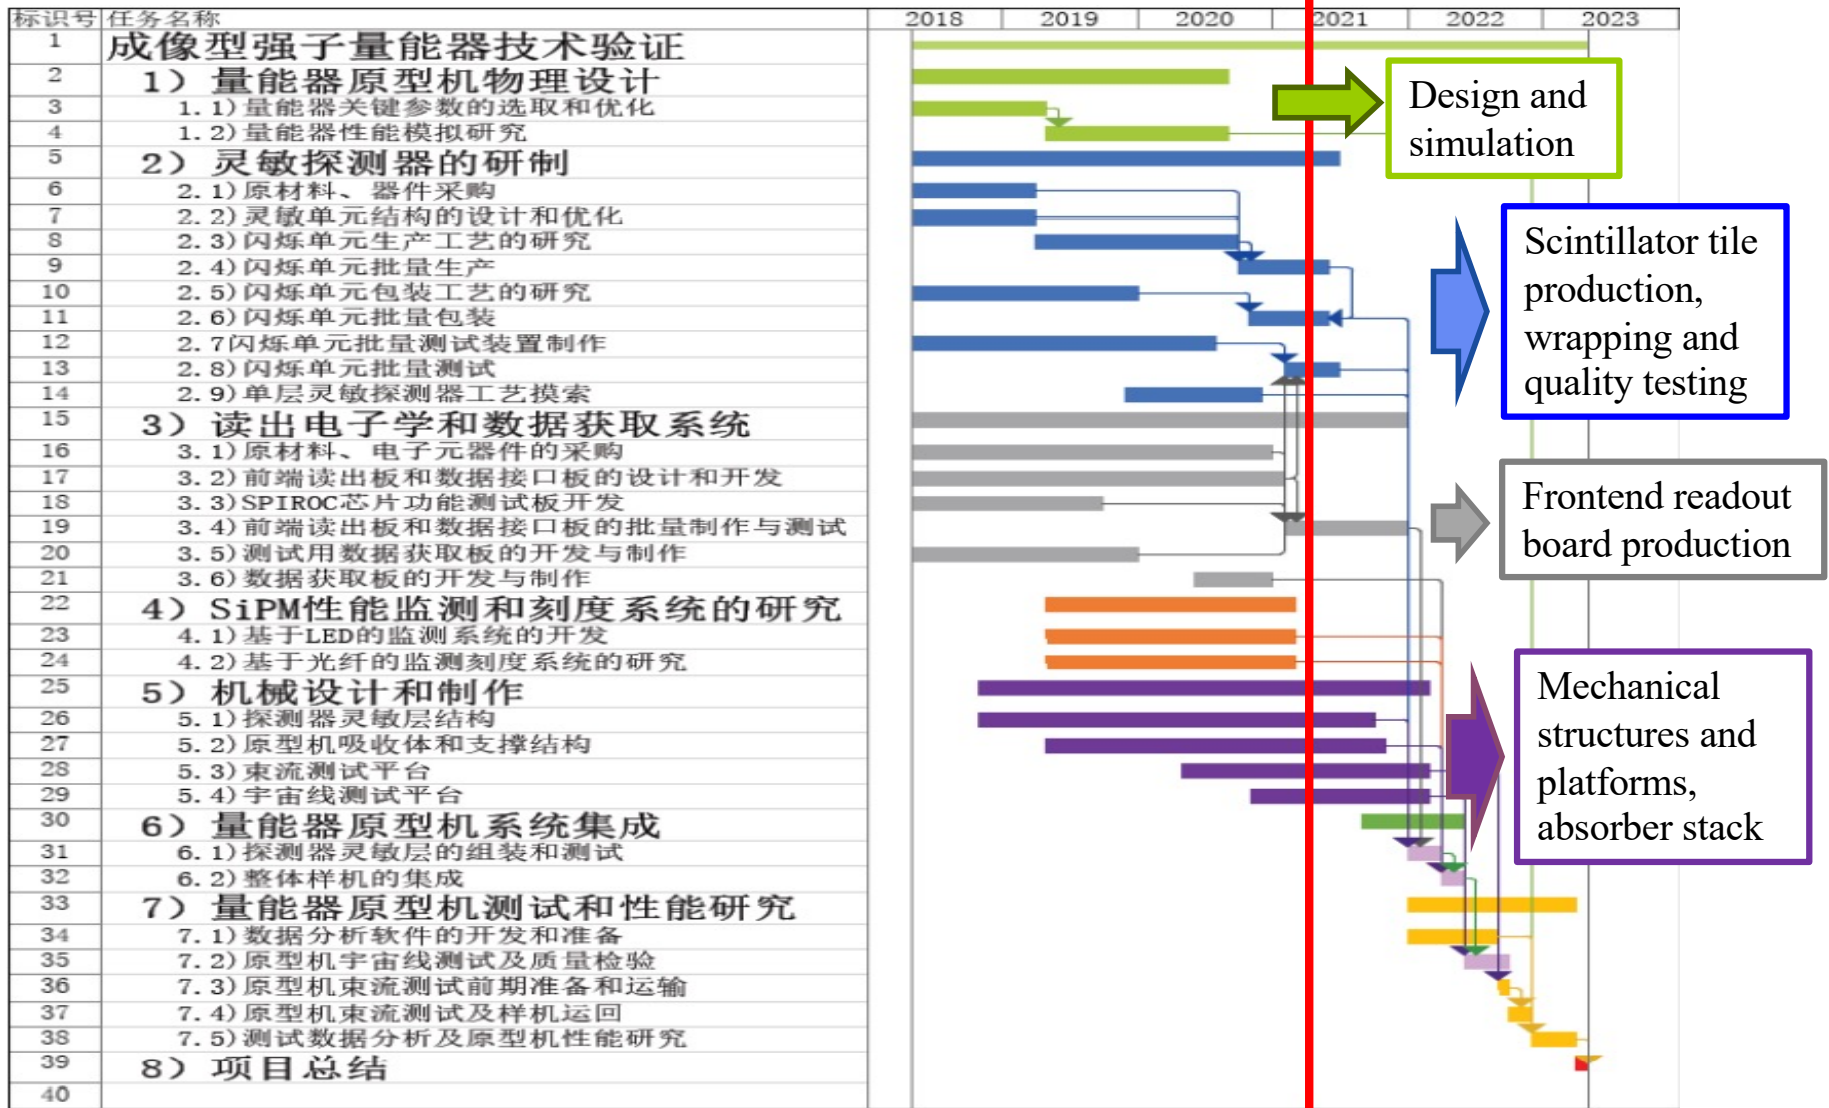 标识号 任务名称 2018 2019 2020 2021 2022 2023
1 成像型强子量能器技术验证
2 1) 量能器原型机物理设计
3 1.1)量能器关键参数的选取和优化
4 1.2)量能器性能模拟研究
5 2) 灵敏探测器的研制
6 2.1)原材料、器件采购
7 2.2)灵敏单元结构的设计和优化
8 2.3)闪烁单元生产工艺的研究
9 2.4)闪烁单元批量生产
10 2.5)闪烁单元包装工艺的研究
11 2.6)闪烁单元批量包装
12 2.7闪烁单元批量测试装置制作
13 2.8)闪烁单元批量测试
14 2.9)单层灵敏探测器工艺摸索
15 3) 读出电子学和数据获取系统
16 3.1)原材料、电子元器件的采购
17 3.2)前端读出板和数据接口板的设计和开发
18 3.3)SPIROC芯片功能测试板开发
19 3.4)前端读出板和数据接口板的批量制作与测试
20 3.5)测试用数据获取板的开发与制作
21 3.6)数据获取板的开发与制作
22 4) SiPM性能监测和刻度系统的研究
23 4.1)基于LED的监测系统的开发
24 4.2)基于光纤的监测刻度系统的研究
25 5) 机械设计和制作
26 5.1)探测器灵敏层结构
27 5.2)原型机吸收体和支撑结构
28 5.3)束流测试平台
29 5.4)宇宙线测试平台
30 6) 量能器原型机系统集成
31 6.1)探测器灵敏层的组装和测试
32 6.2)整体样机的集成
33 7) 量能器原型机测试和性能研究
34 7.1)数据分析软件的开发和准备
35 7.2)原型机宇宙线测试及质量检验
36 7.3)原型机束流测试前期准备和运输
37 7.4)原型机束流测试及样机运回
38 7.5)测试数据分析及原型机性能研究
39 8) 项目总结
40
Design and
simulation
Scintillator tile
production,
wrapping and
quality testing
Frontend readout
board production
Mechanical
structures and
platforms,
absorber stack